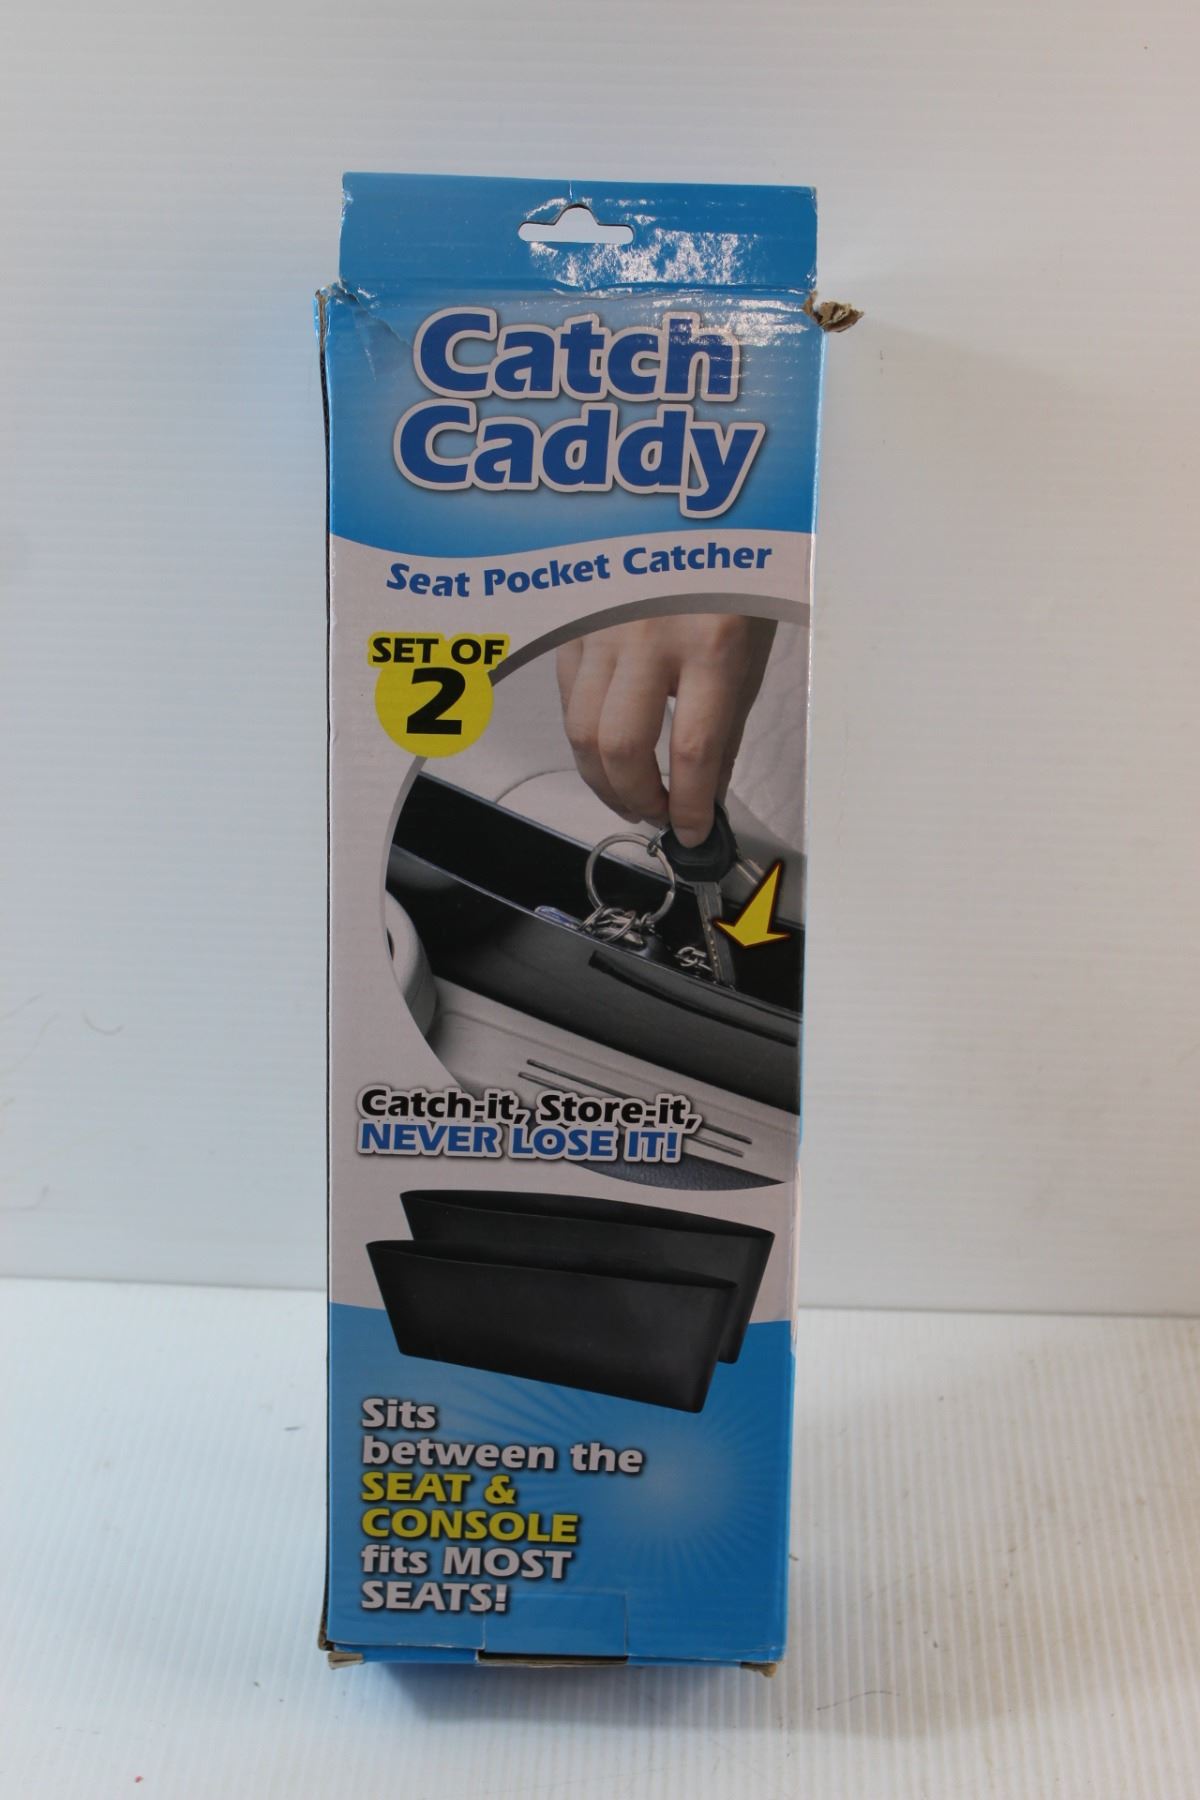 Catch
Caddy
Seat Pocket Catcher
SET OF
2
Catch-it, Store-it,
NEVER LOSE IT!
Sits
between the
SEAT &
CONSOLE
fits MOST
SEATS!